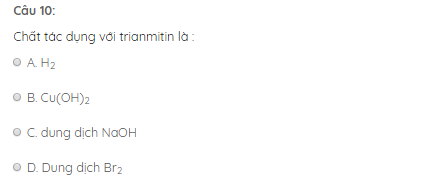 Câu 10:
Chất tác dụng với trianmitin là :
A. H2
B. Cu(OH)2
C. dung dịch NaOH
D. Dung dịch Br2